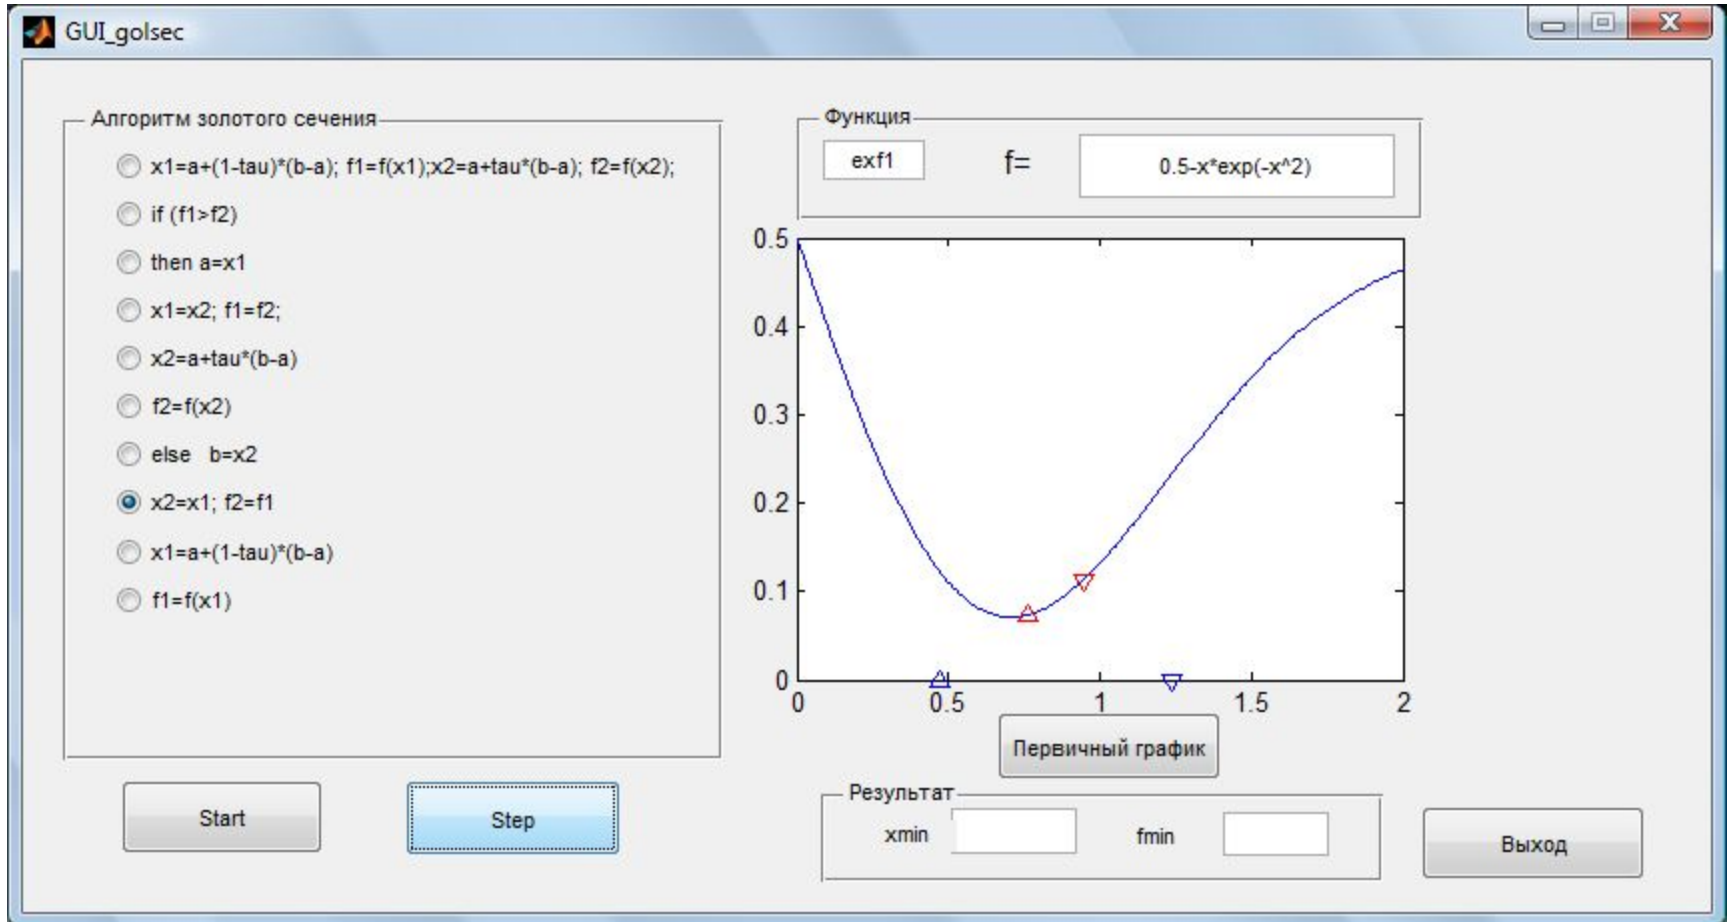 GUI_golsec
Алгоритм золотого сечения
x1=a+(1-tau)*(b-a); f1=f(x1);x2=a+tau*(b-a); f2=f(x2);
if (f1>f2)
then a=x1
x1=x2; f1=f2;
x2=a+tau*(b-a)
f2=f(x2)
else b=x2
x2=x1; f2=f1
x1=a+(1-tau)*(b-a)
f1=f(x1)
Start
Step
Функция
exf1 f= 0.5-x*exp(-x^2)
0.5
0.4
0.3
0.2
0.1
0
0 0.5 1 1.5 2
Первичный график
Результат
xmin fmin
Выход